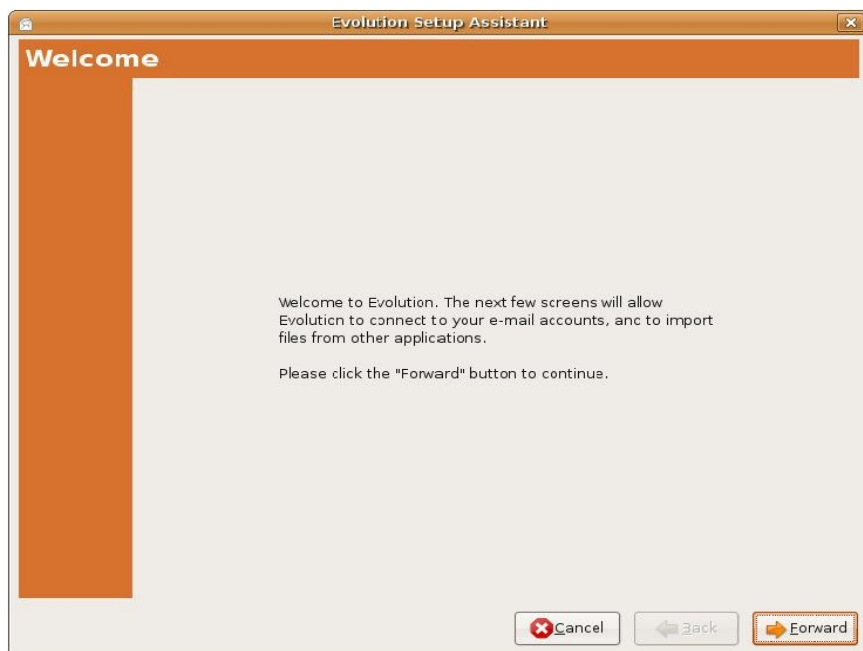 Evolution Setup Assistant
Welcome
Welcome to Evolution. The next few screens will allow
Evolution to connect to your e-mail accounts, and to import
files from other applications.
Please click the "Forward" button to continue.
Cancel
Back
Forward